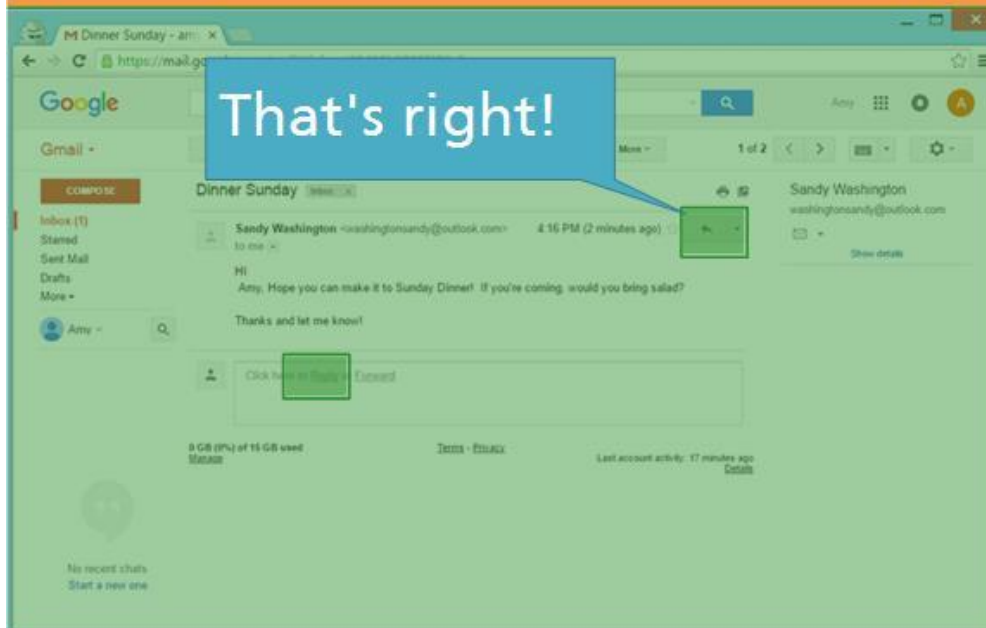 M Dinner Sunday - am
https://mail.go
That's right!
Google
Amy
A
Gmail
More
1 of 2
COMPOSE
Dinner Sunday Inbox x
Sandy Washington
washingtonsandy@outlook.com
Show details
Inbox (1)
Starred
Sent Mail
Drafts
More
Amy
Sandy Washington <washingtonsandy@outlook.com> 4:16 PM (2 minutes ago)
to me
Hi
Amy, Hope you can make it to Sunday Dinner! If you're coming, would you bring salad?
Thanks and let me know!
Click here to Reply or Forward
0 GB (0%) of 15 GB used
Manage
Terms - Privacy
Last account activity: 17 minutes ago
Details
No recent chats
Start a new one